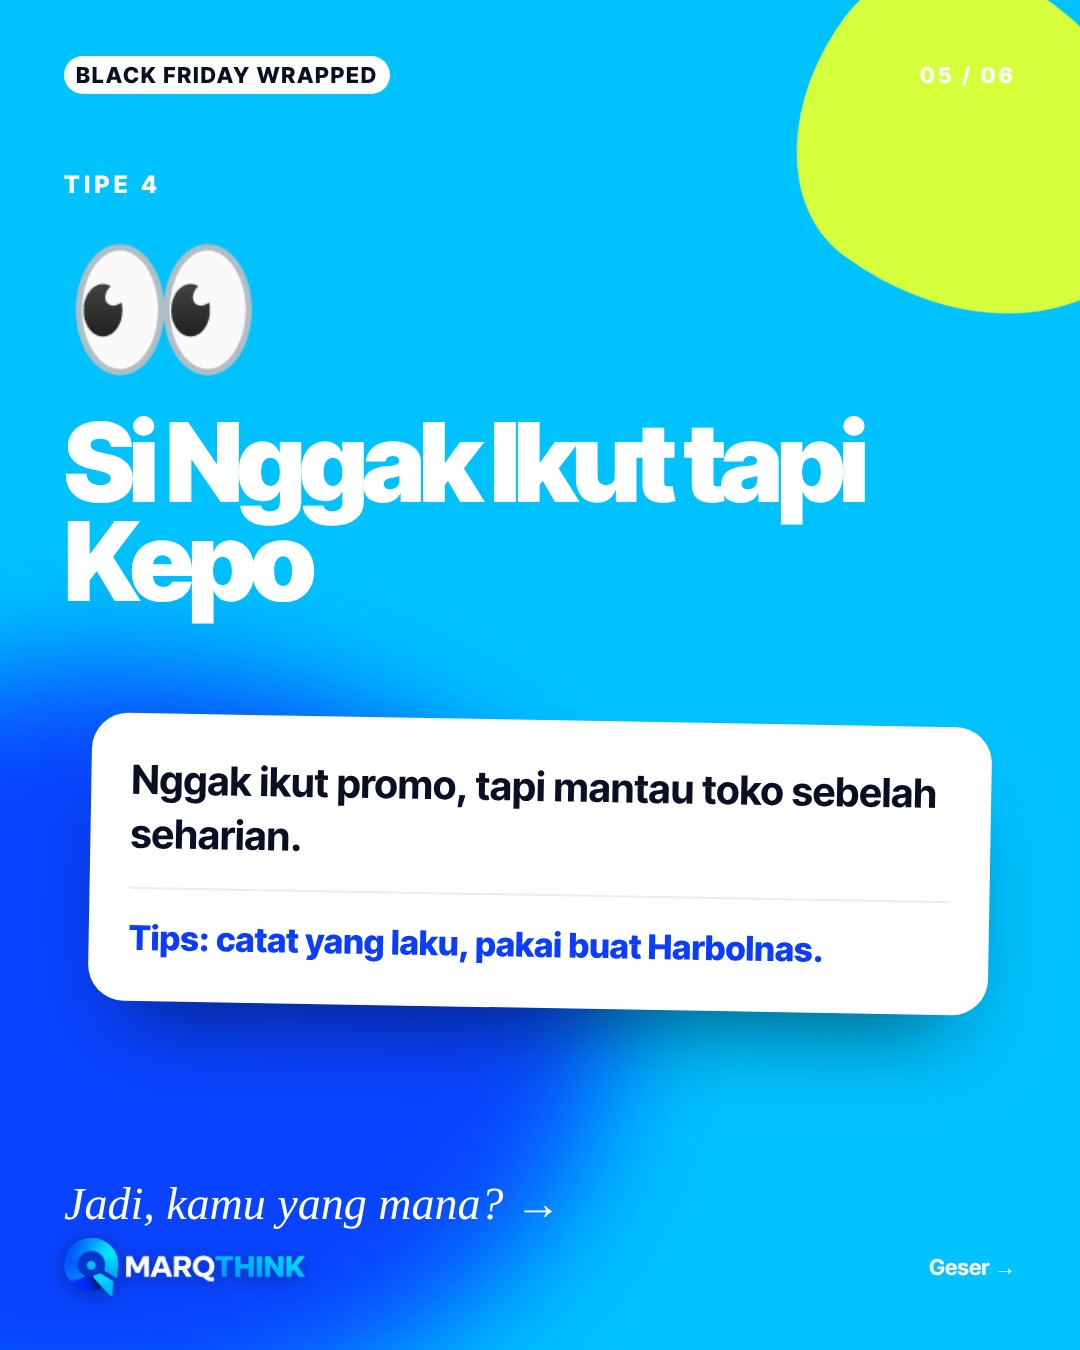 BLACK FRIDAY WRAPPED
05 / 06
TIPE 4
Si Nggak Ikut tapi
Kepo
Nggak ikut promo, tapi mantau toko sebelah
seharian.
Tips: catat yang laku, pakai buat Harbolnas.
Jadi, kamu yang mana? →
MARQTHINK
Geser →